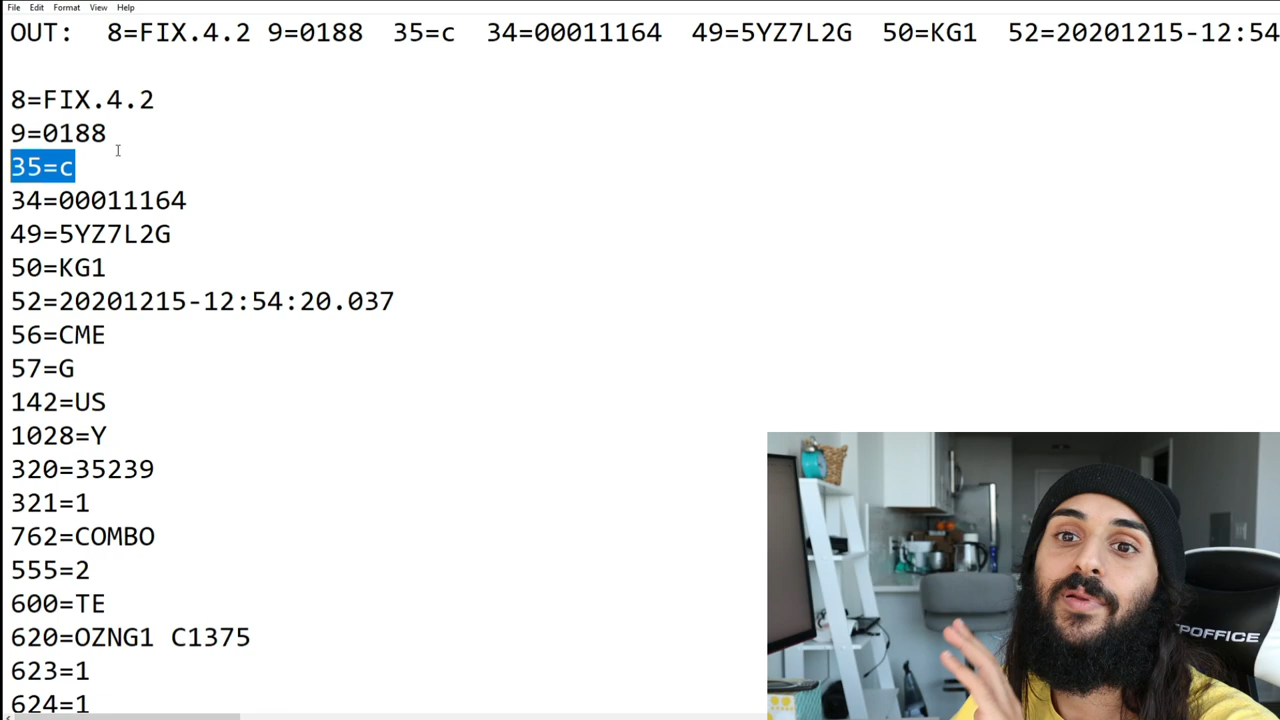 File Edit Format View Help
OUT: 8=FIX.4.2 9=0188 35=c 34=00011164 49=5YZ7L2G 50=KG1 52=20201215-12:54
8=FIX.4.2
9=0188
35=c
34=00011164
49=5YZ7L2G
50=KG1
52=20201215-12:54:20.037
56=CME
57=G
142=US
1028=Y
320=35239
321=1
762=COMBO
555=2
600=TE
620=OZNG1 C1375
623=1
624=1
EPOFFICE